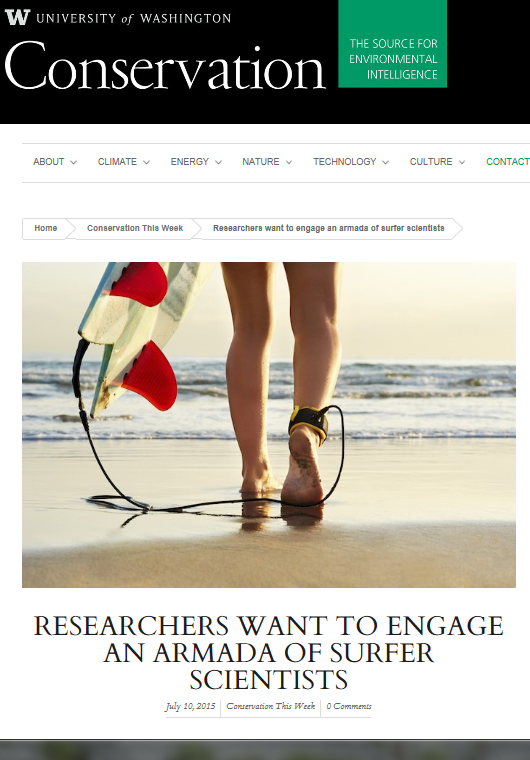 W UNIVERSITY of WASHINGTON
Conservation
THE SOURCE FOR
ENVIRONMENTAL
INTELLIGENCE
ABOUT CLIMATE ENERGY NATURE TECHNOLOGY CULTURE CONTACT
Home Conservation This Week Researchers want to engage an armada of surfer scientists
RESEARCHERS WANT TO ENGAGE
AN ARMADA OF SURFER
SCIENTISTS
July 10, 2015 Conservation This Week 0 Comments